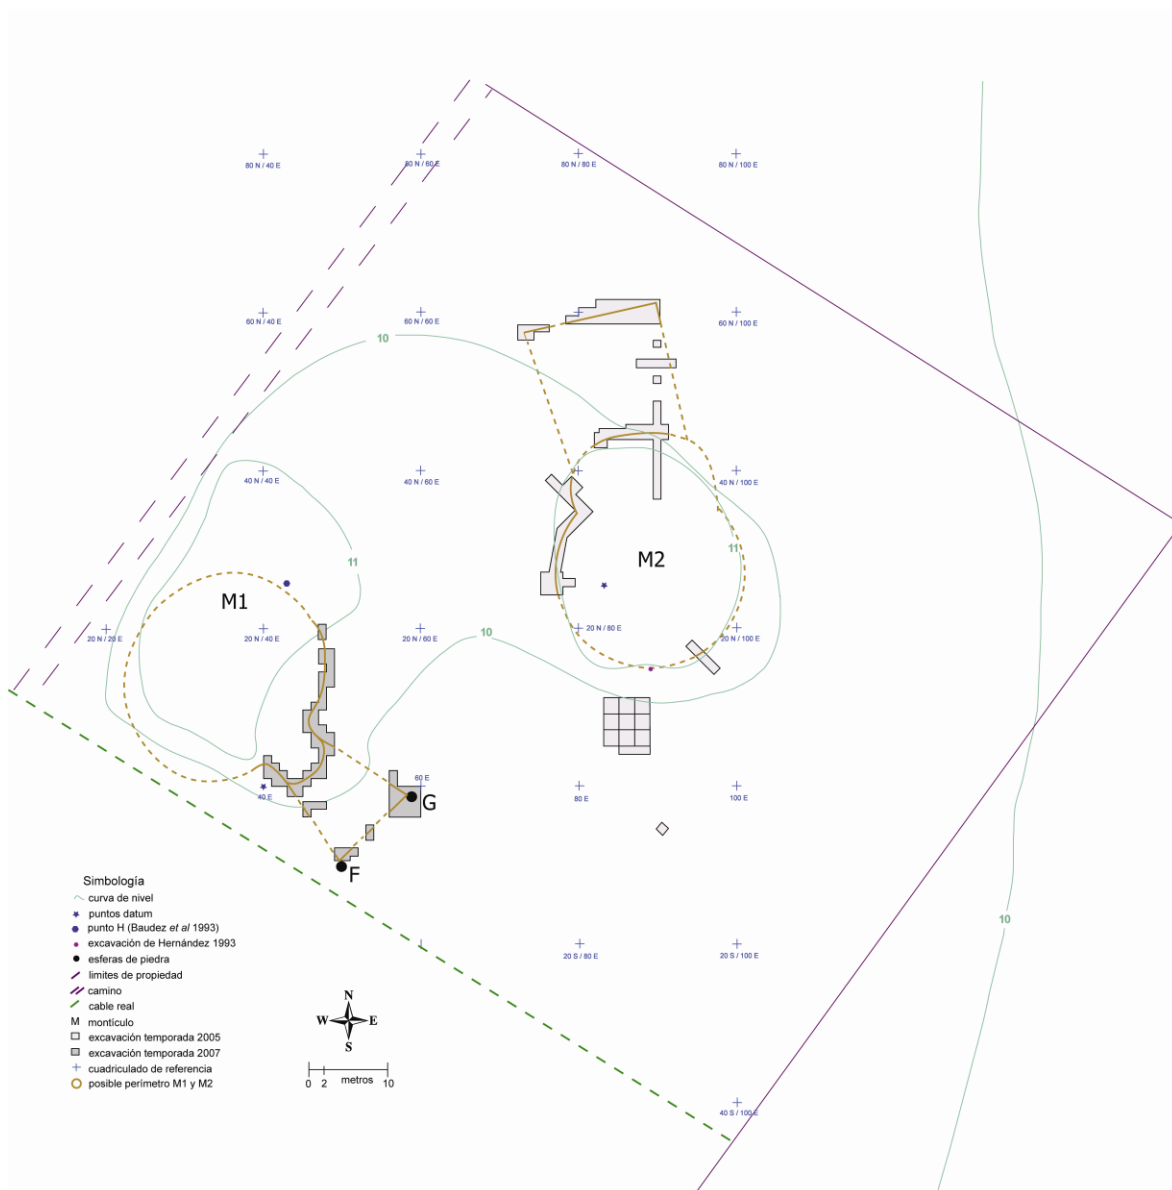 80 N / 40 E
80 N / 60 E
80 N / 80 E
80 N / 100 E
60 N / 40 E
60 N / 60 E
60 N / 100 E
10
40 N / 40 E
40 N / 60 E
40 N / 100 E
11
M2
11
M1
20 N / 20 E
20 N / 40 E
20 N / 60 E
10
20 N / 80 E
20 N / 100 E
40 E
60 E
G
80 E
100 E
F
10
20 S / 80 E
20 S / 100 E
40 S / 100 E
Simbología
curva de nivel
puntos datum
punto H (Baudez et al 1993)
excavación de Hernández 1993
esferas de piedra
limites de propiedad
camino
cable real
M montículo
excavación temporada 2005
excavación temporada 2007
cuadriculado de referencia
posible perímetro M1 y M2
N
W E
S
0 2 metros 10